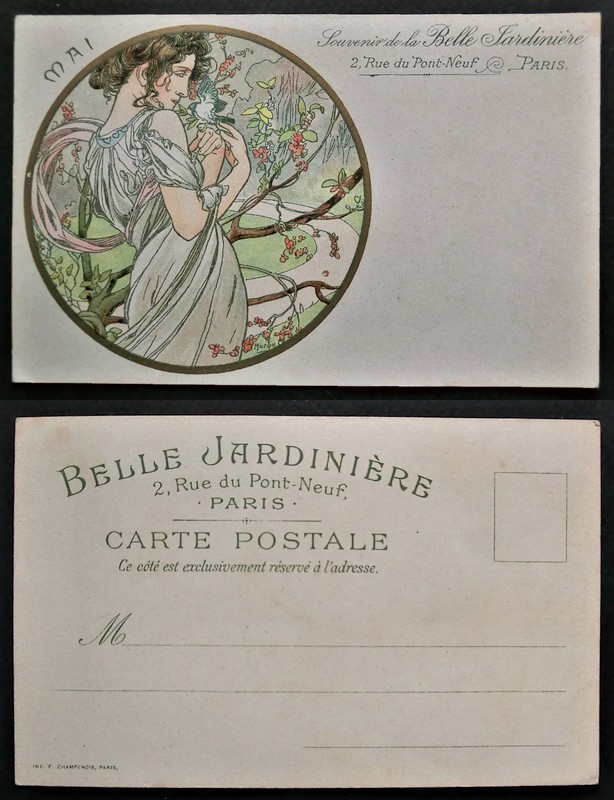 MAI
Souvenir de la Belle Jardinière
2, Rue du Pont-Neuf PARIS.
Mucha
BELLE JARDINIÈRE
2, Rue du Pont-Neuf,
· PARIS ·
CARTE POSTALE
Ce côté est exclusivement réservé à l'adresse.
M
IMP. F. CHAMPENOIS, PARIS.